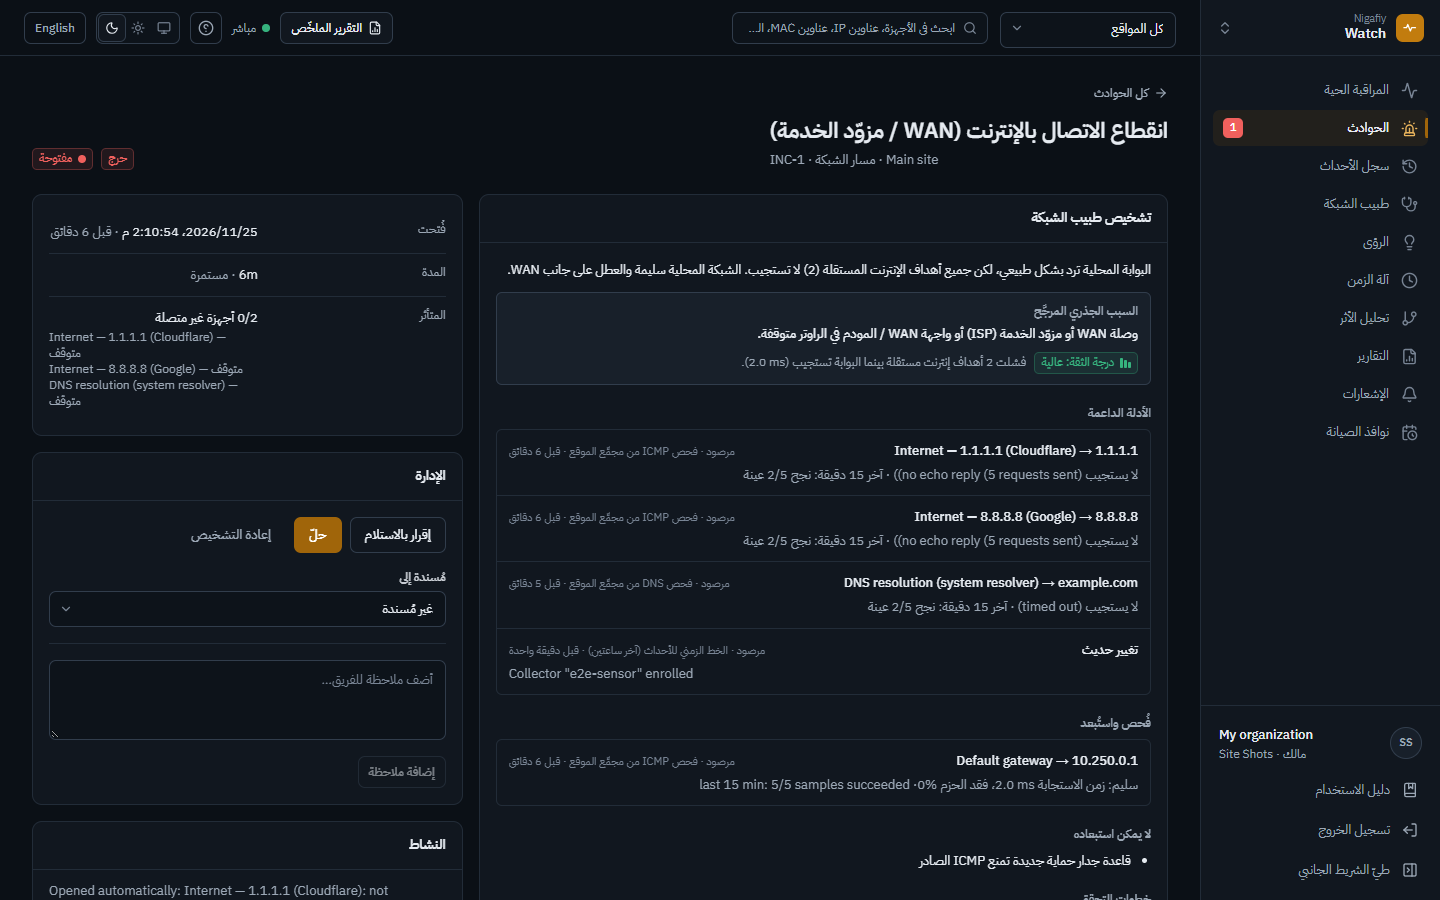 Nigafiy
Watch
المراقبة الحية
الحوادث
1
سجل الأحداث
طبيب الشبكة
الرؤى
آلة الزمن
تحليل الأثر
التقارير
الإشعارات
نوافذ الصيانة
My organization
Site Shots · مالك
SS
دليل الاستخدام
تسجيل الخروج
طيّ الشريط الجانبي
كل المواقع
ابحث في الأجهزة، عناوين IP، عناوين MAC، الـ...
التقرير الملخّص
مباشر
English
كل الحوادث
انقطاع الاتصال بالإنترنت (WAN / مزوّد الخدمة)
INC-1 · مسار الشبكة · Main site
حرج
مفتوحة
تشخيص طبيب الشبكة
البوابة المحلية ترد بشكل طبيعي، لكن جميع أهداف الإنترنت المستقلة (2) لا تستجيب. الشبكة المحلية سليمة والعطل على جانب WAN.
السبب الجذري المرجَّح
وصلة WAN أو مزوّد الخدمة (ISP) أو واجهة WAN / المودم في الراوتر متوقفة.
درجة الثقة: عالية
فشلت 2 أهداف إنترنت مستقلة بينما البوابة تستجيب (2.0 ms).
الأدلة الداعمة
Internet — 1.1.1.1 (Cloudflare) → 1.1.1.1
مرصود · فحص ICMP من مجمّع الموقع · قبل 6 دقائق
لا يستجيب (no echo reply (5 requests sent)) · آخر 15 دقيقة: نجح 2/5 عينة
Internet — 8.8.8.8 (Google) → 8.8.8.8
مرصود · فحص ICMP من مجمّع الموقع · قبل 6 دقائق
لا يستجيب (no echo reply (5 requests sent)) · آخر 15 دقيقة: نجح 2/5 عينة
DNS resolution (system resolver) → example.com
مرصود · فحص DNS من مجمّع الموقع · قبل 5 دقائق
لا يستجيب (timed out) · آخر 15 دقيقة: نجح 2/5 عينة
تغيير حديث
مرصود · الخط الزمني للأحداث (آخر ساعتين) · قبل دقيقة واحدة
Collector "e2e-sensor" enrolled
فُحص واستُبعد
Default gateway → 10.250.0.1
مرصود · فحص ICMP من مجمّع الموقع · قبل 6 دقائق
سليم: زمن الاستجابة 2.0 ms، فقد الحزم 0% · last 15 min: 5/5 samples succeeded
لا يمكن استبعاده
قاعدة جدار حماية جديدة تمنع ICMP الصادر
خطوات التحقق
فُتحت
2026/11/25، 2:10:54 م · قبل 6 دقائق
المدة
6m · مستمرة
المتأثر
0/2 أجهزة غير متصلة
Internet — 1.1.1.1 (Cloudflare) —
متوقف
Internet — 8.8.8.8 (Google) — متوقف
DNS resolution (system resolver) —
متوقف
الإدارة
إقرار بالاستلام
حلّ
إعادة التشخيص
مُسندة إلى
غير مُسندة
أضف ملاحظة للفريق...
إضافة ملاحظة
النشاط
Opened automatically: Internet — 1.1.1.1 (Cloudflare): not